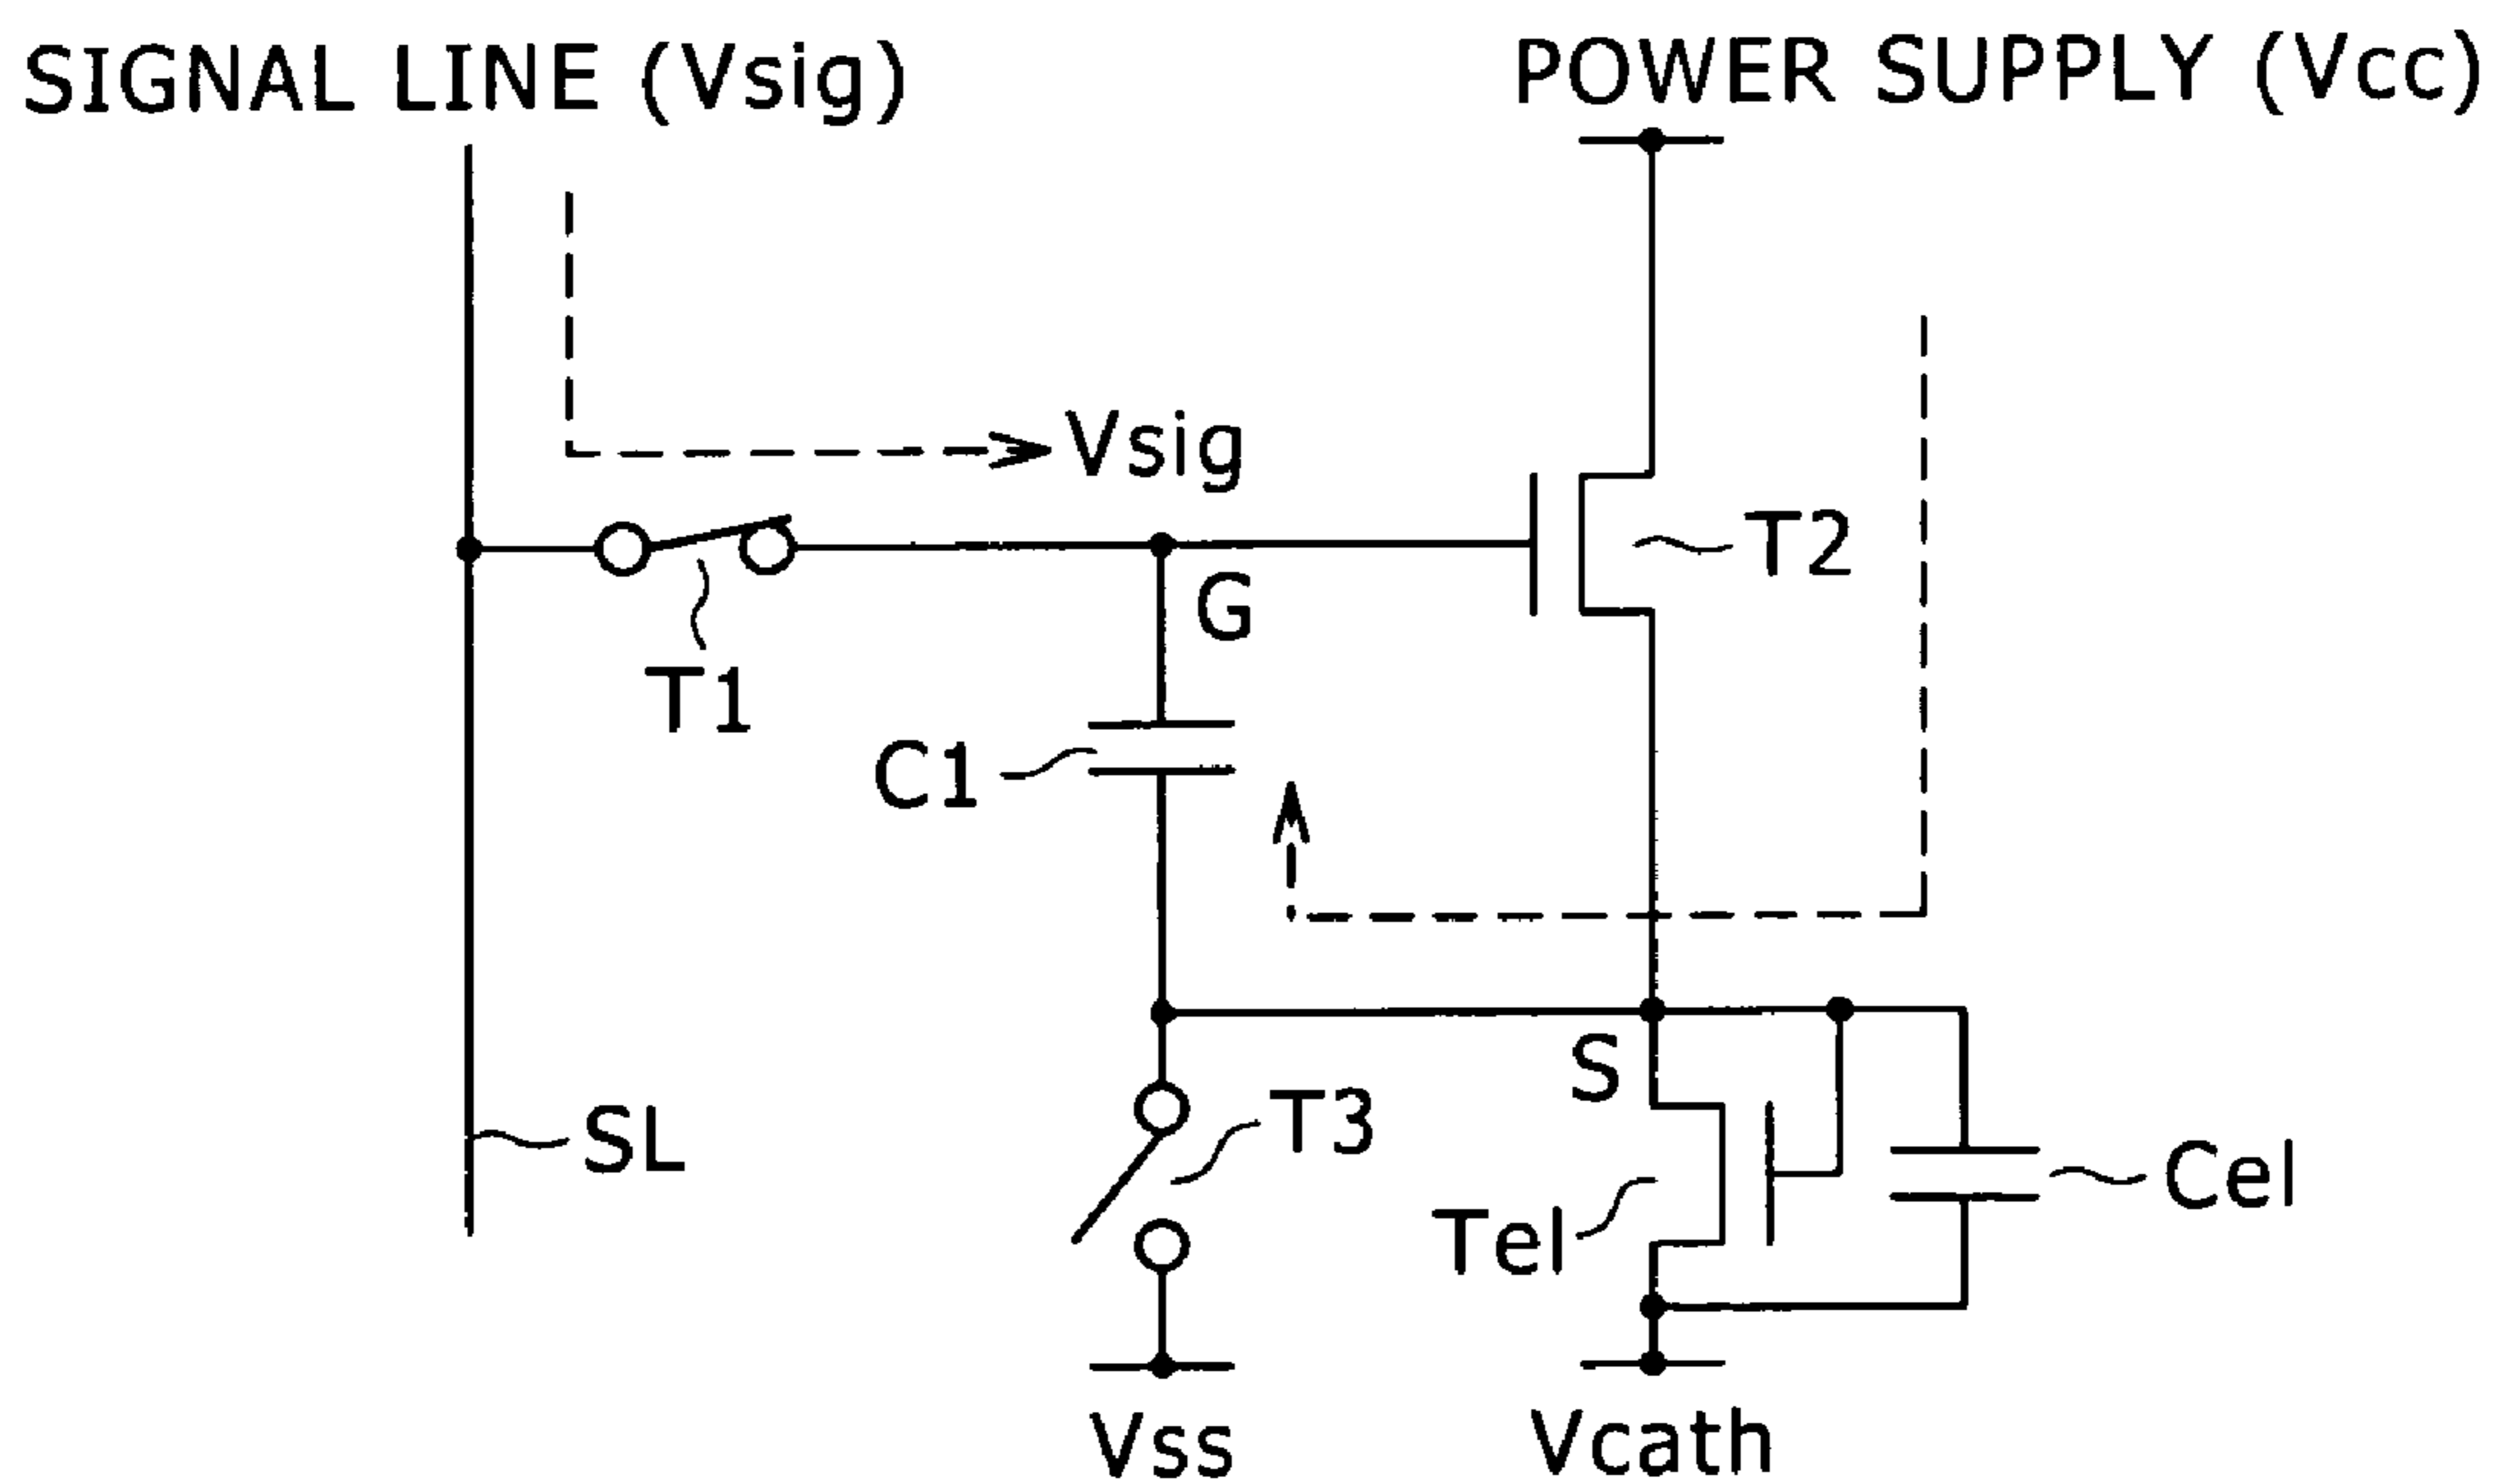 SIGNAL LINE (Vsig)
POWER SUPPLY (Vcc)
Vsig
T2
G
T1
C1
S
T3
SL
Cel
Tel
Vss
Vcath